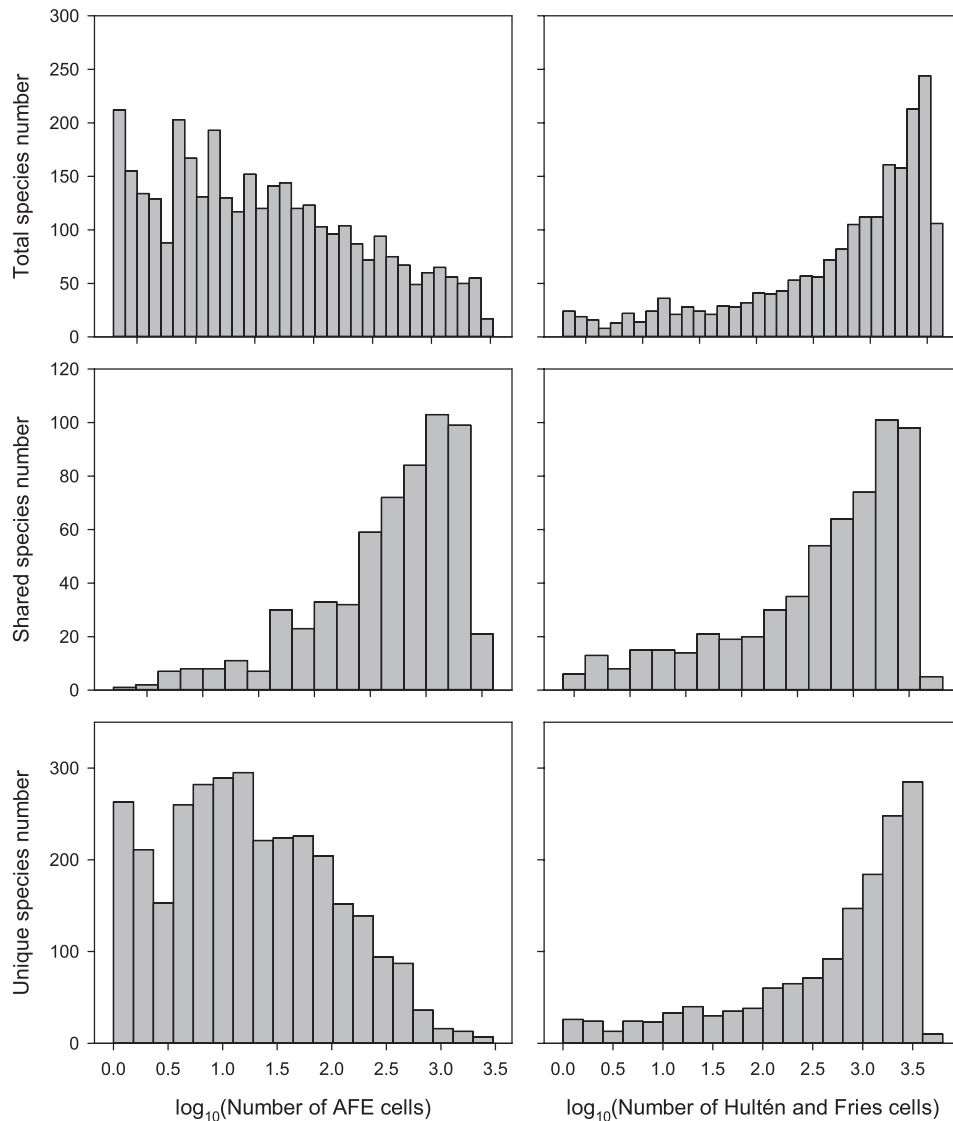 300
250
200
150
100
50
0
Total species number
120
100
80
60
40
20
0
Shared species number
300
200
100
0
Unique species number
0.0 0.5 1.0 1.5 2.0 2.5 3.0 3.5
0.0 0.5 1.0 1.5 2.0 2.5 3.0 3.5
log10(Number of AFE cells)
log10(Number of Hultén and Fries cells)